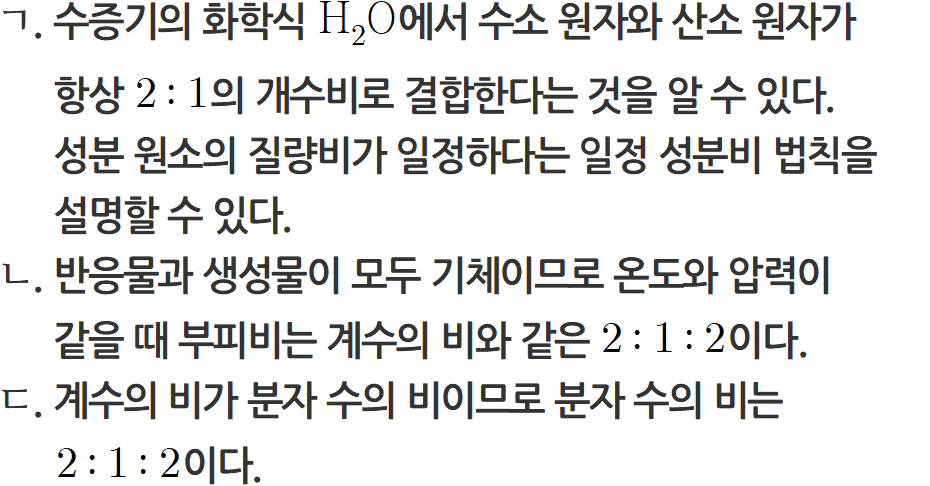 ㄱ. 수증기의 화학식 H₂O에서 수소 원자와 산소 원자가
항상 2 : 1의 개수비로 결합한다는 것을 알 수 있다.
성분 원소의 질량비가 일정하다는 일정 성분비 법칙을
설명할 수 있다.
ㄴ. 반응물과 생성물이 모두 기체이므로 온도와 압력이
같을 때 부피비는 계수의 비와 같은 2 : 1 : 2이다.
ㄷ. 계수의 비가 분자 수의 비이므로 분자 수의 비는
2 : 1 : 2이다.